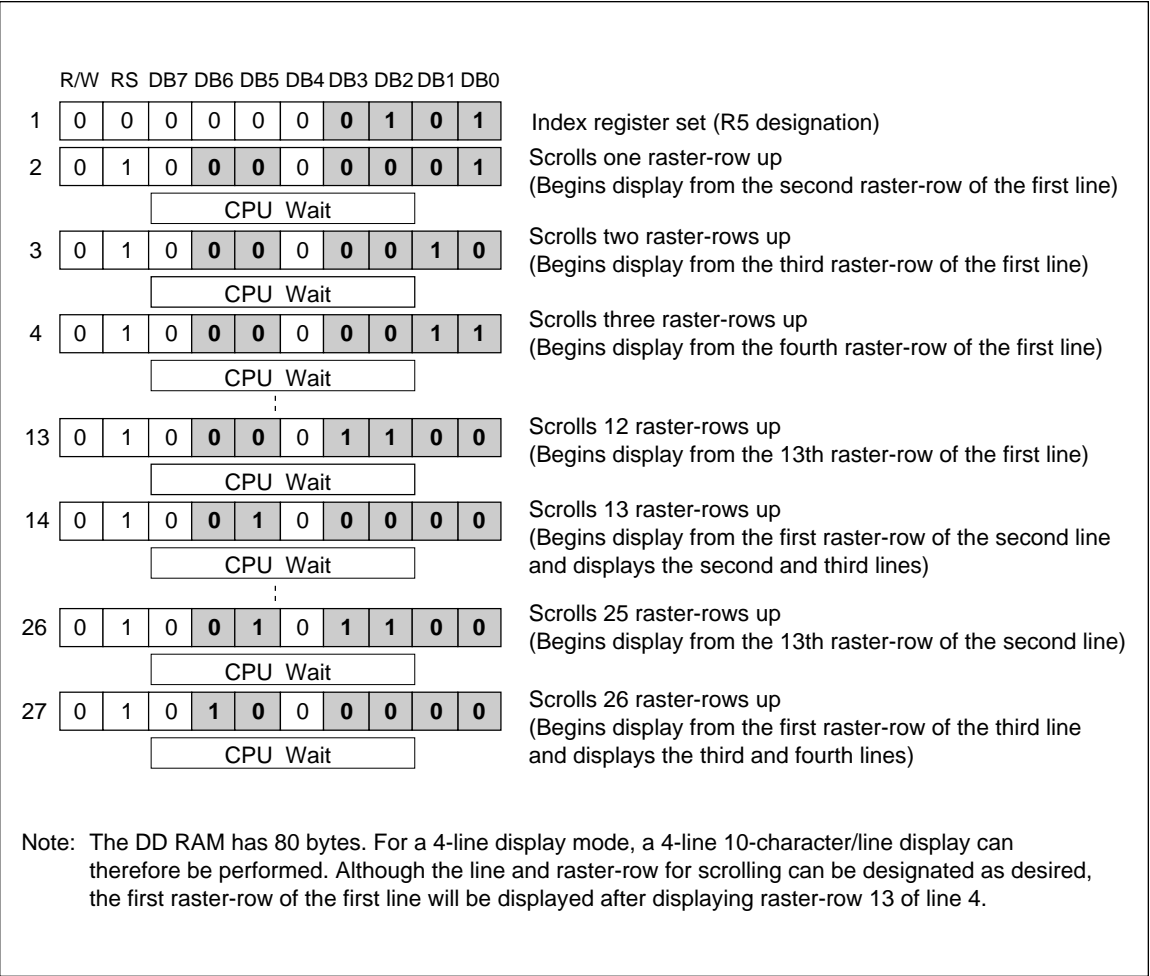 R/W RS DB7 DB6 DB5 DB4 DB3 DB2 DB1 DB0
1 0 0 0 0 0 0 0 1 0 1 Index register set (R5 designation)
2 0 1 0 0 0 0 0 0 0 1 Scrolls one raster-row up
(Begins display from the second raster-row of the first line)
CPU Wait
3 0 1 0 0 0 0 0 0 1 0 Scrolls two raster-rows up
(Begins display from the third raster-row of the first line)
CPU Wait
4 0 1 0 0 0 0 0 0 1 1 Scrolls three raster-rows up
(Begins display from the fourth raster-row of the first line)
CPU Wait
13 0 1 0 0 0 0 1 1 0 0 Scrolls 12 raster-rows up
(Begins display from the 13th raster-row of the first line)
CPU Wait
14 0 1 0 0 1 0 0 0 0 0 Scrolls 13 raster-rows up
(Begins display from the first raster-row of the second line
and displays the second and third lines)
CPU Wait
26 0 1 0 0 1 0 1 1 0 0 Scrolls 25 raster-rows up
(Begins display from the 13th raster-row of the second line)
CPU Wait
27 0 1 0 1 0 0 0 0 0 0 Scrolls 26 raster-rows up
(Begins display from the first raster-row of the third line
and displays the third and fourth lines)
CPU Wait
Note: The DD RAM has 80 bytes. For a 4-line display mode, a 4-line 10-character/line display can
therefore be performed. Although the line and raster-row for scrolling can be designated as desired,
the first raster-row of the first line will be displayed after displaying raster-row 13 of line 4.